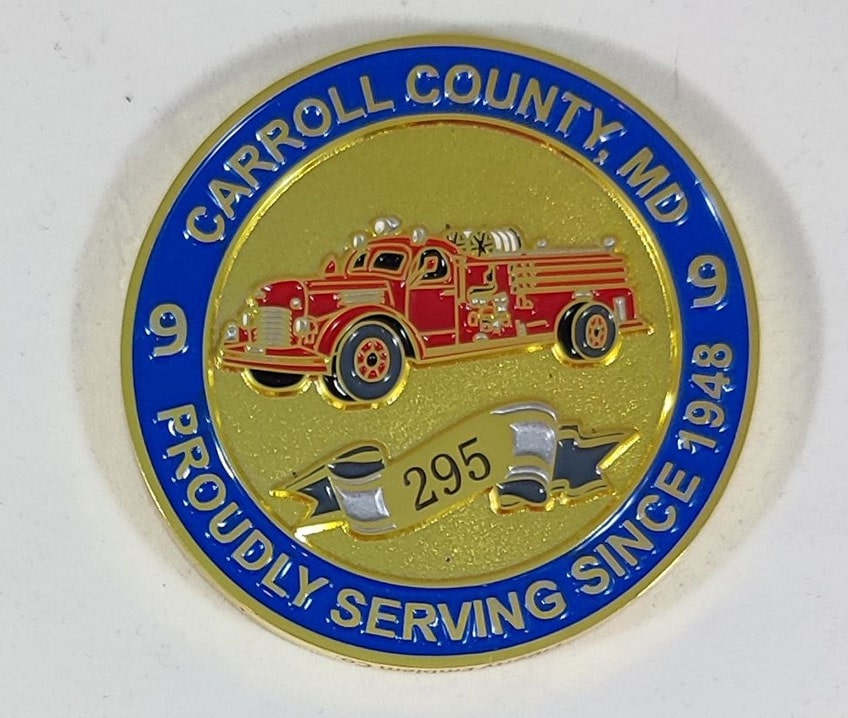 CARROLL COUNTY, MD
9
9
295
PROUDLY SERVING SINCE 1948